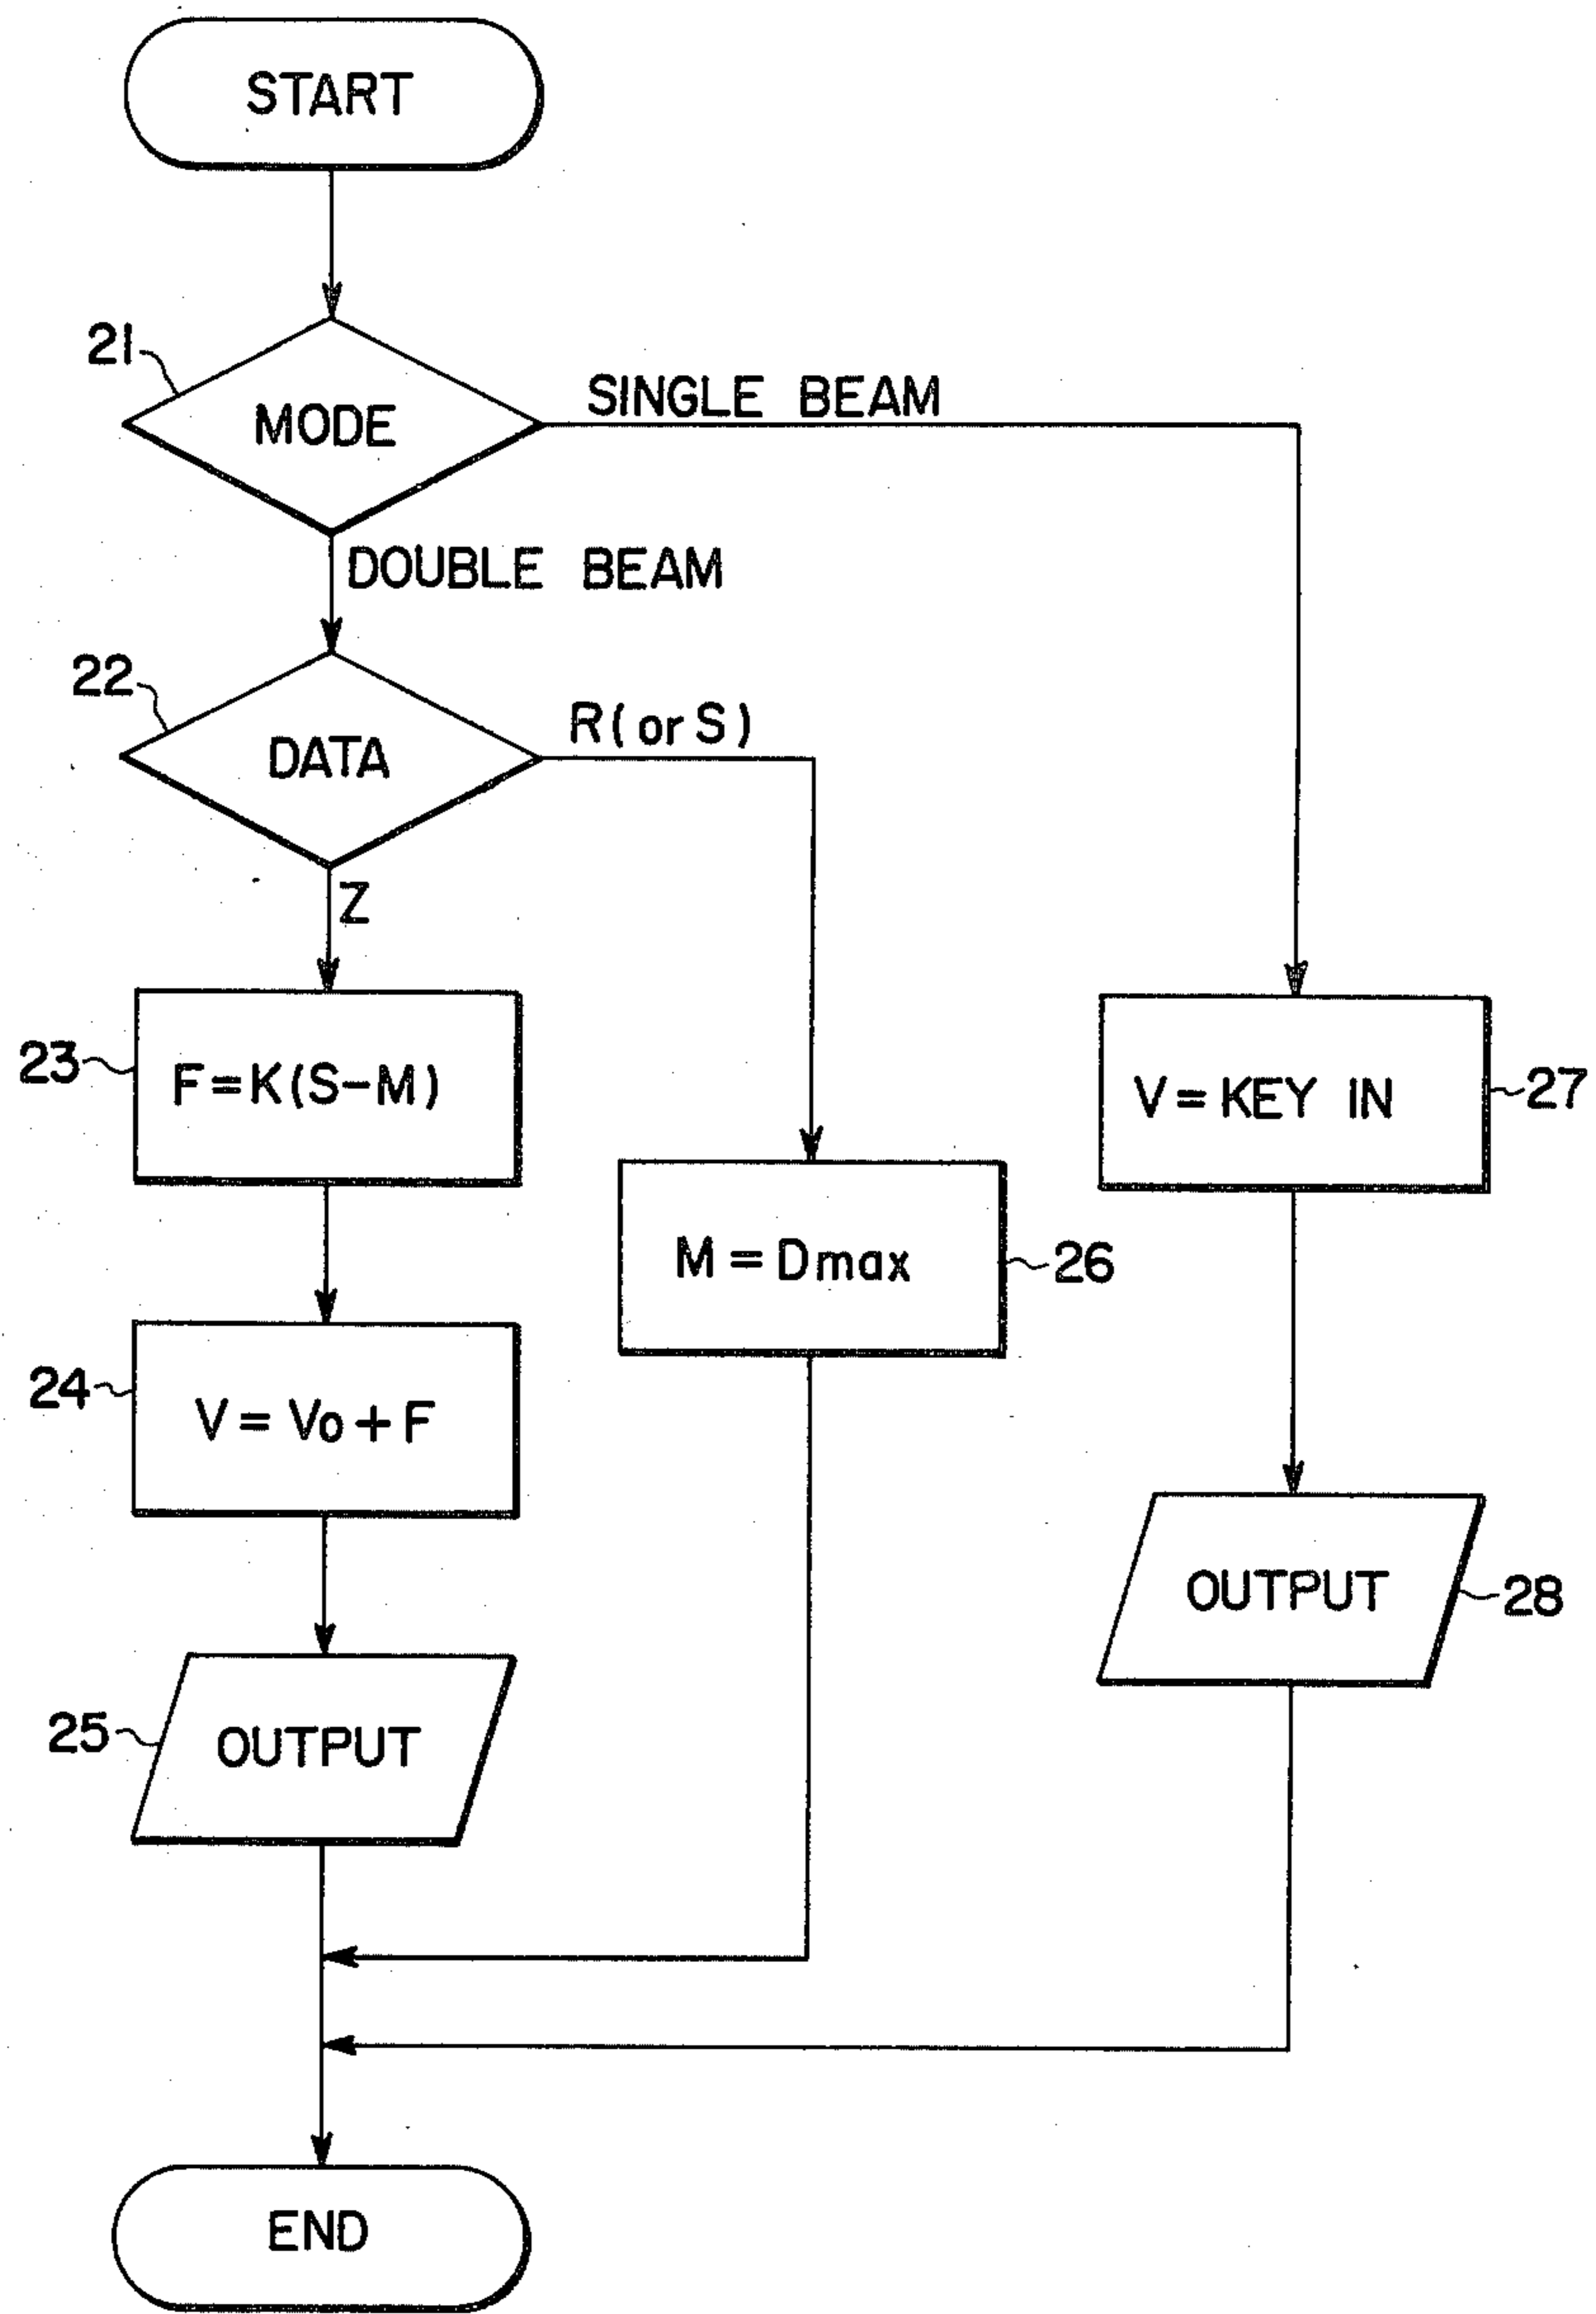 START
21
MODE
SINGLE BEAM
DOUBLE BEAM
22
DATA
R(or S)
Z
23
F=K(S-M)
V=KEY IN
27
M=Dmax
26
24
V=Vo+F
OUTPUT
28
25
OUTPUT
END